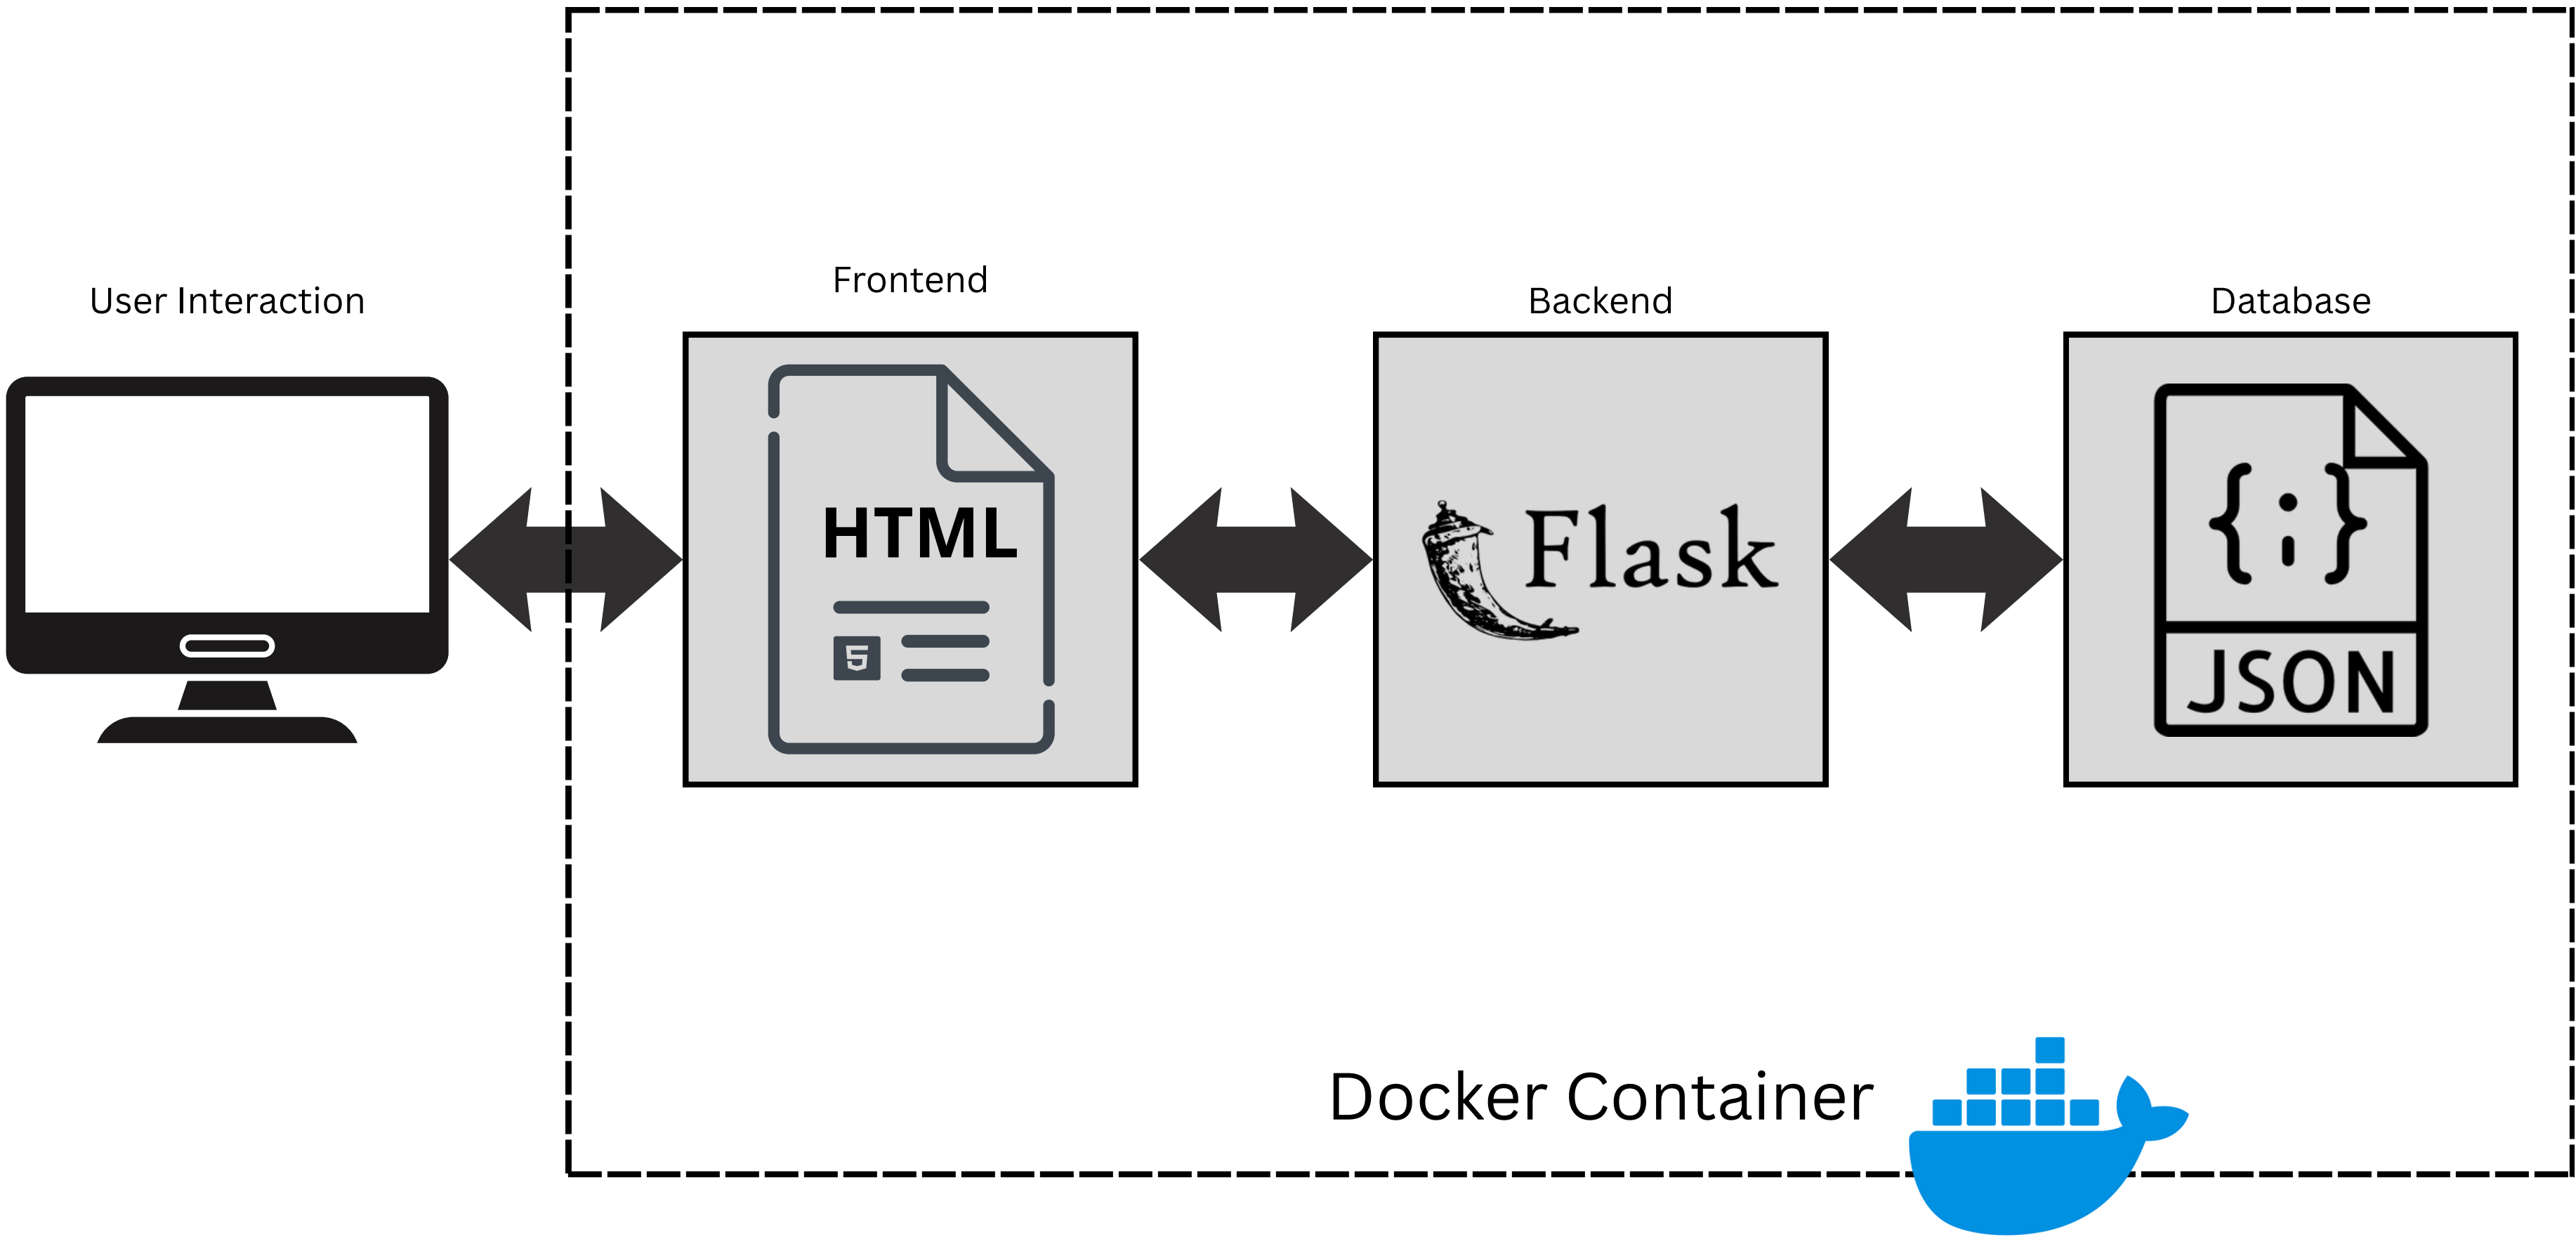 User Interaction
Frontend
Backend
Database
HTML
5
Flask
{;}
JSON
Docker Container